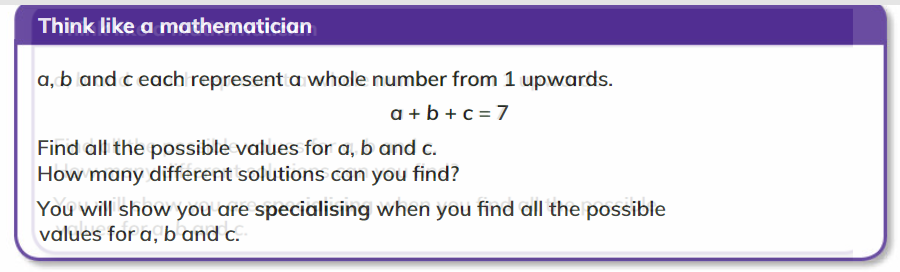 Think like a mathematician
a, b and c each represent a whole number from 1 upwards.
a + b + c = 7
Find all the possible values for a, b and c.
How many different solutions can you find?
You will show you are specialising when you find all the possible
values for a, b and c.